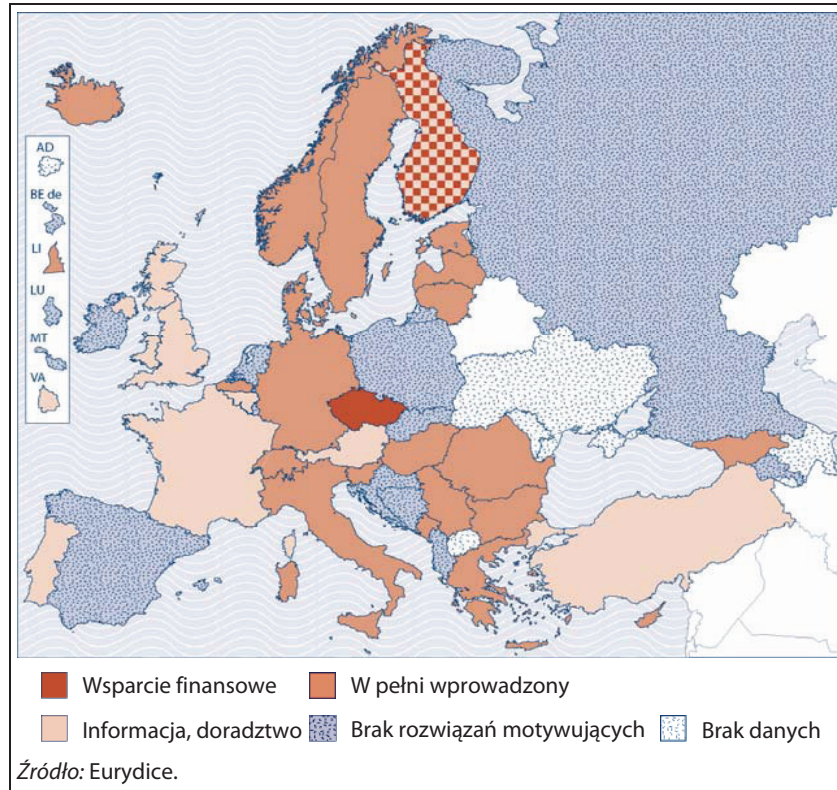 AD
BE de
LI
LU
MT
VA
Wsparcie finansowe W pełni wprowadzony
Informacja, doradztwo Brak rozwiązań motywujących Brak danych
Źródło: Eurydice.